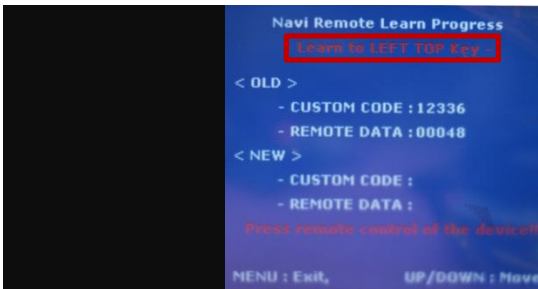 Navi Remote Learn Progress
Learn to LEFT TOP Key -
< OLD >
- CUSTOM CODE :12336
- REMOTE DATA :00048
< NEW >
- CUSTOM CODE :
- REMOTE DATA :
Press remote control of the device!!
MENU : Exit, UP/DOWN : Move